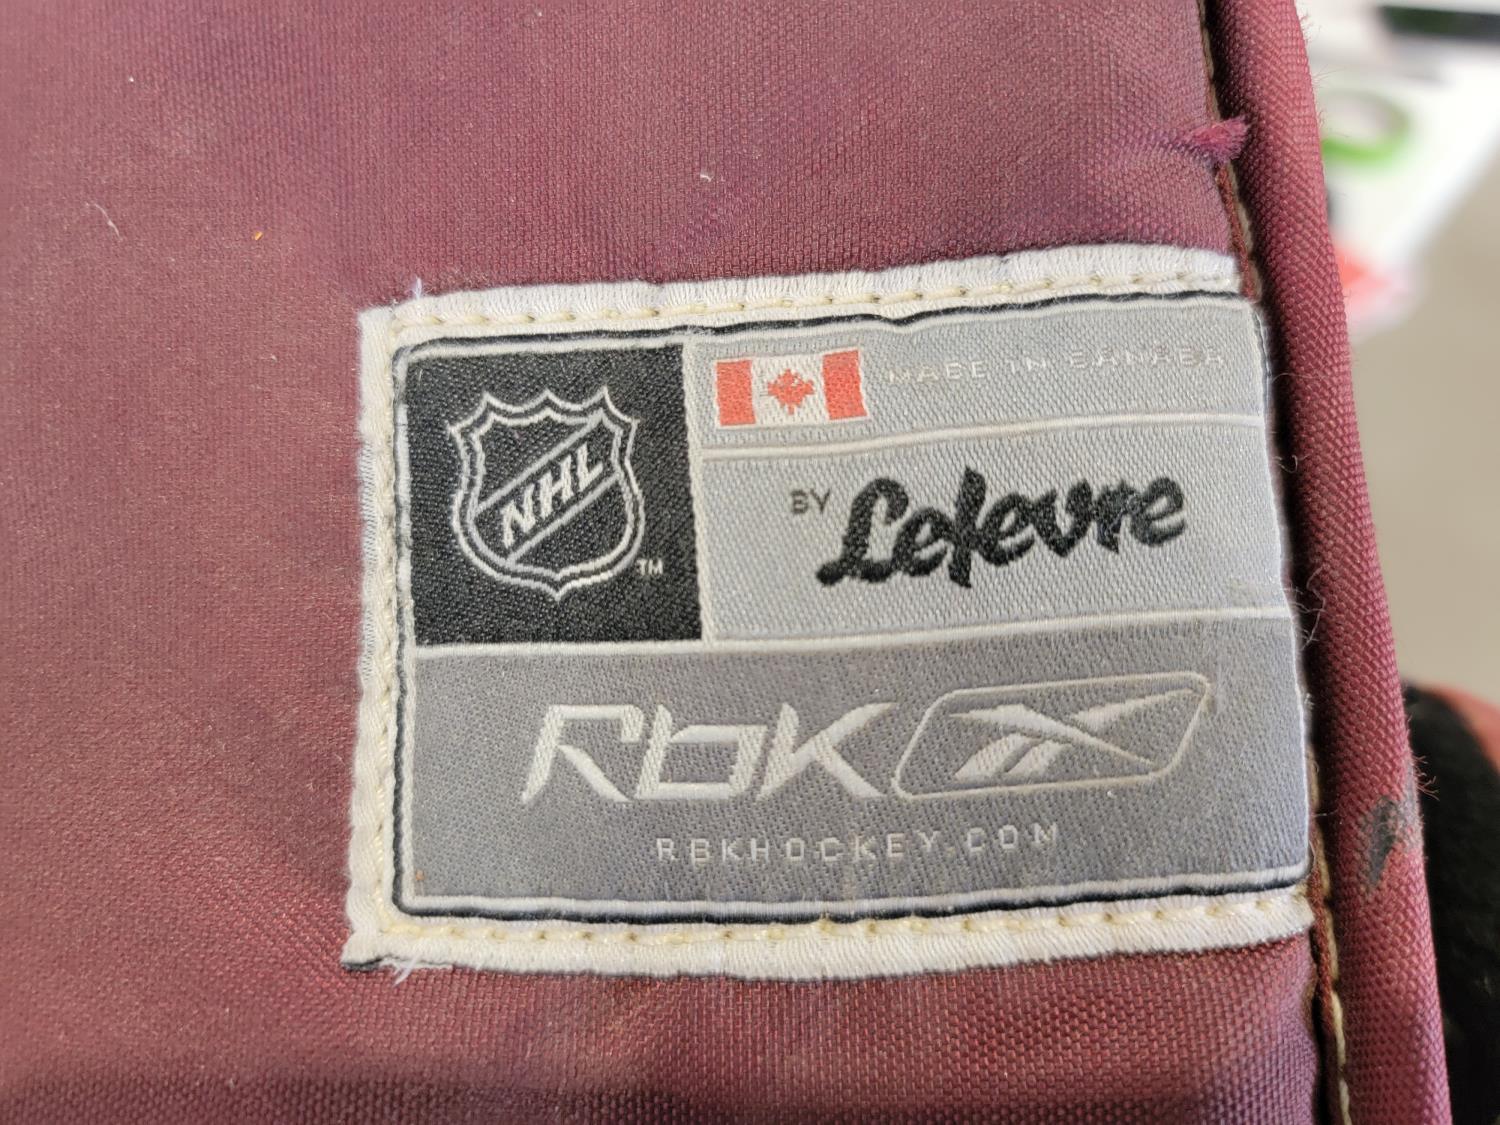 NHL
TM
MADE IN CANADA
BY Lefevre
RbK
RBKHOCKEY.COM